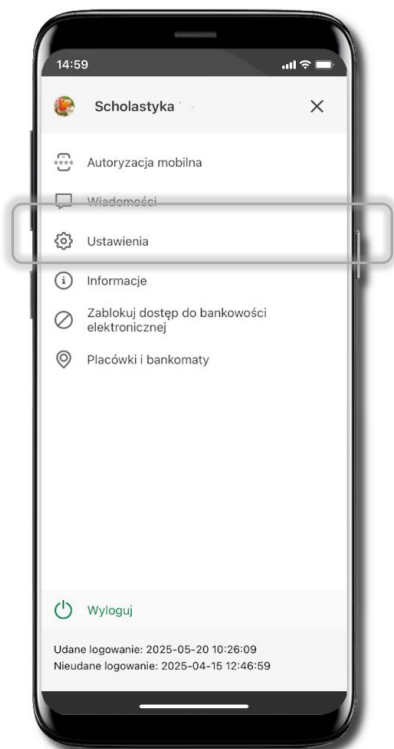 14:59
Scholastyka
Autoryzacja mobilna
Wiadomości
Ustawienia
Informacje
Zablokuj dostęp do bankowości
elektronicznej
Placówki i bankomaty
Wyloguj
Udane logowanie: 2025-05-20 10:26:09
Nieudane logowanie: 2025-04-15 12:46:59